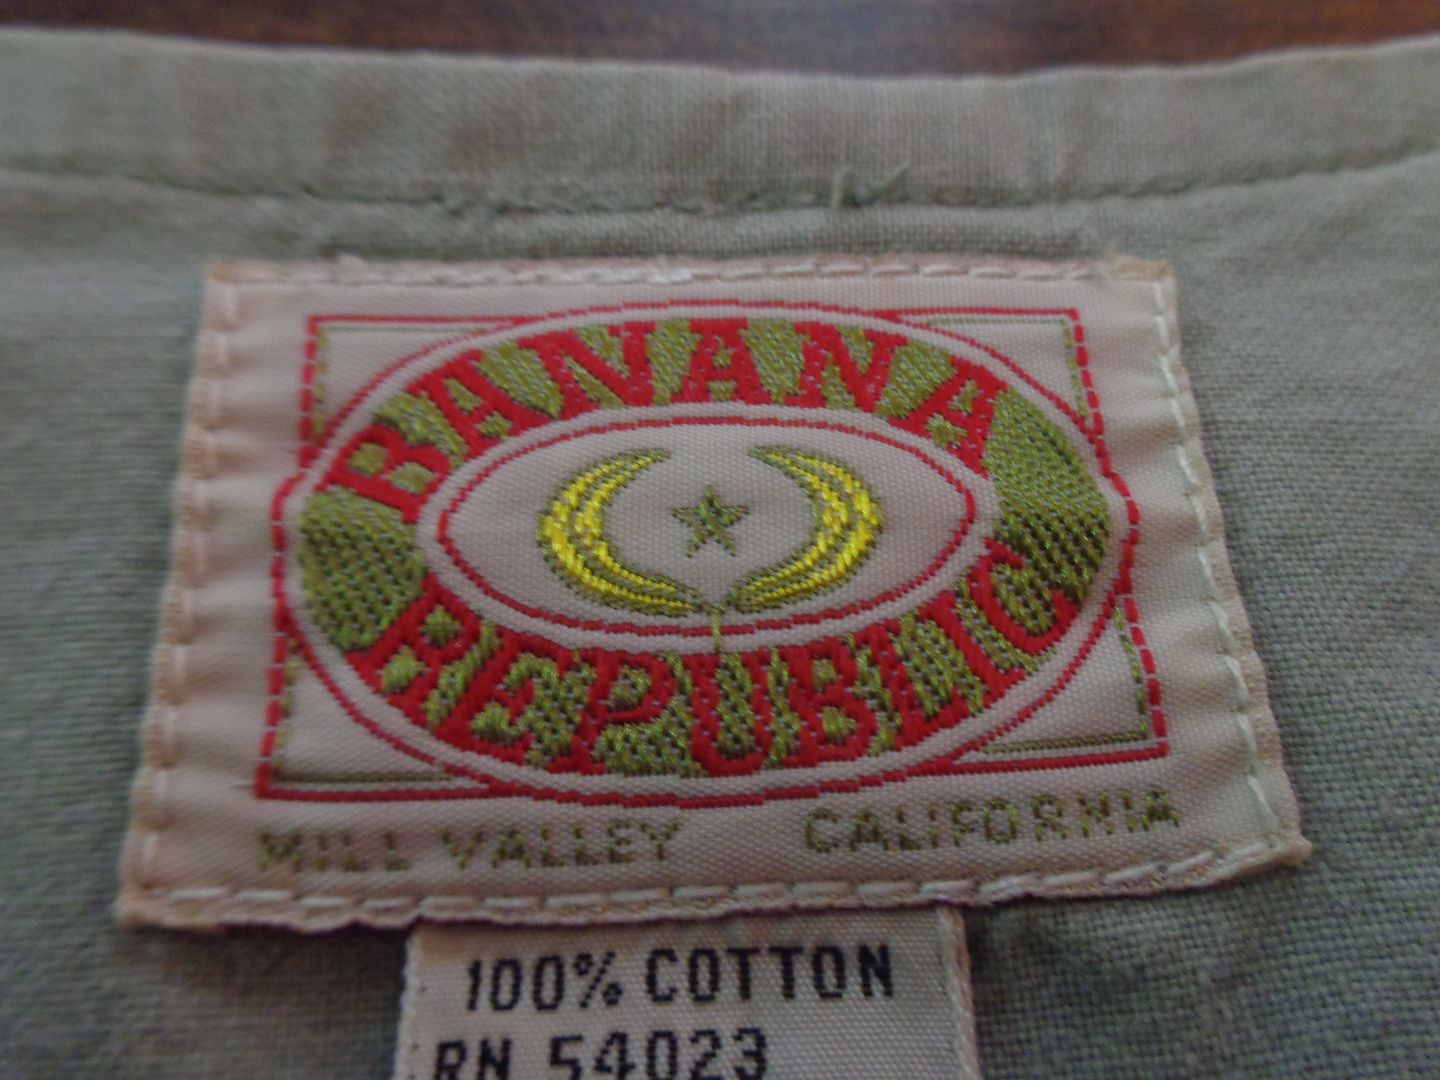 BANANA
REPUBLIC
MILL VALLEY CALIFORNIA
100% COTTON
RN 54023